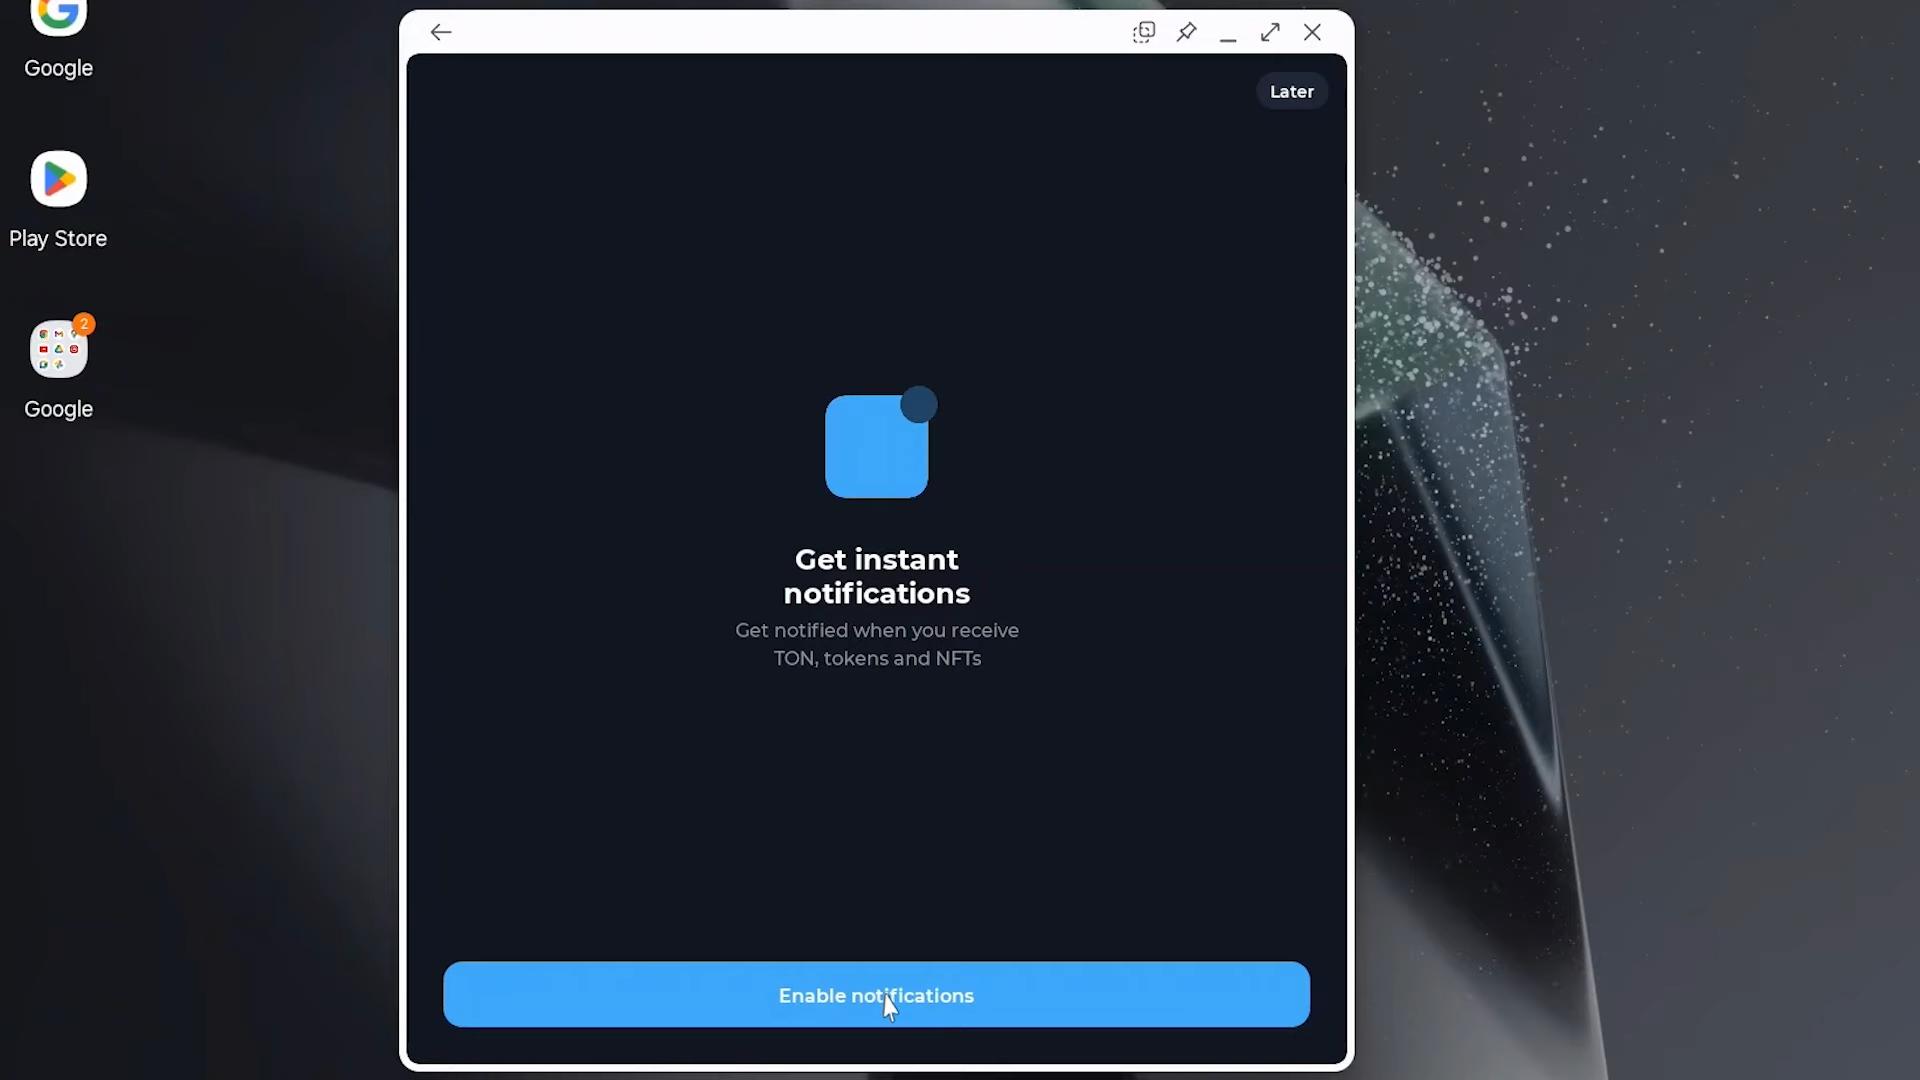 Google
Play Store
2
Google
Later
Get instant
notifications
Get notified when you receive
TON, tokens and NFTs
Enable notifications